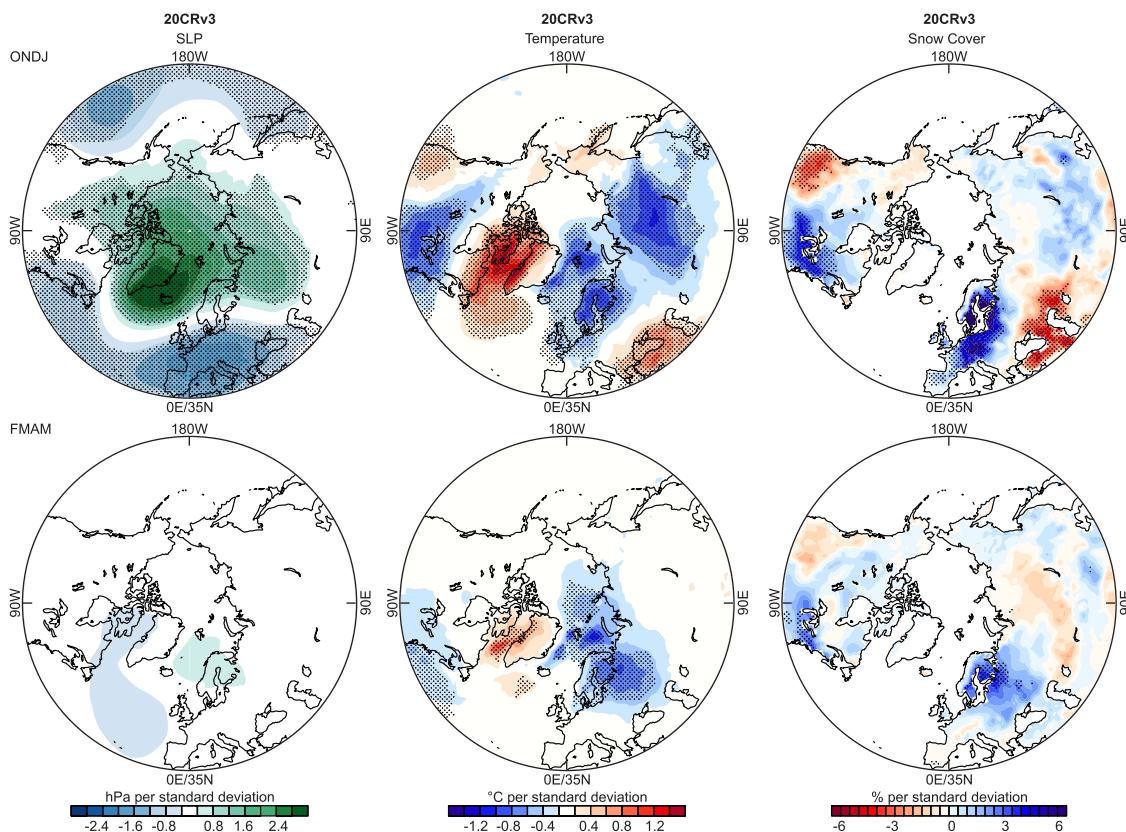 20CRv3
SLP
20CRv3
Temperature
20CRv3
Snow Cover
ONDJ
180W
180W
180W
90W
90E
90W
90E
90W
90E
0E/35N
0E/35N
0E/35N
FMAM
180W
180W
180W
90W
90E
90W
90E
90W
90E
0E/35N
0E/35N
0E/35N
hPa per standard deviation
°C per standard deviation
% per standard deviation
-2.4 -1.6 -0.8 0.8 1.6 2.4
-1.2 -0.8 -0.4 0.4 0.8 1.2
-6 -3 0 3 6